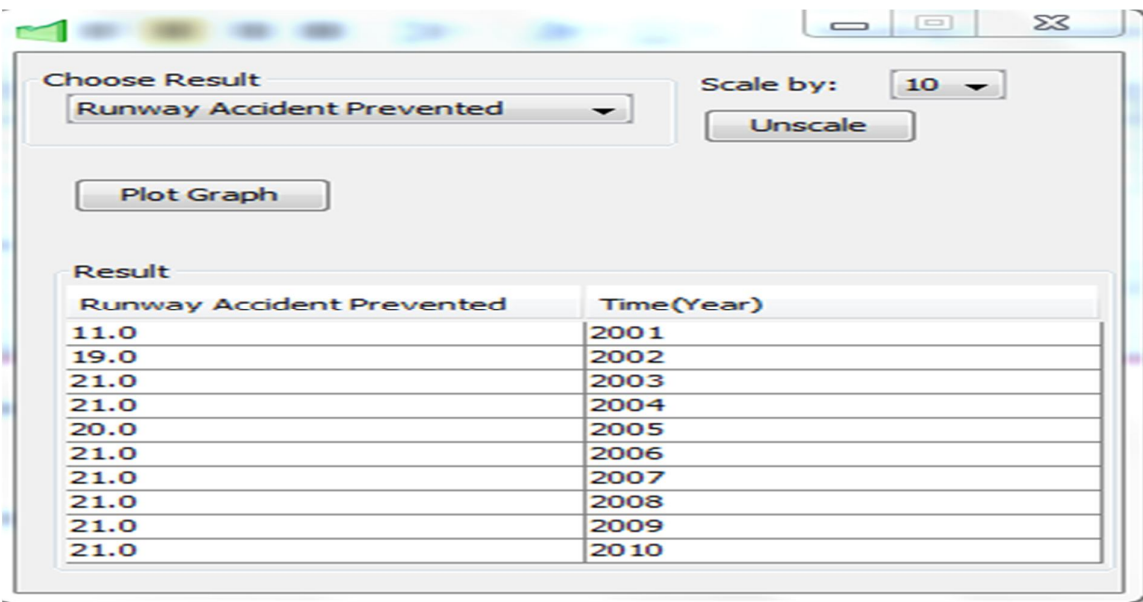 Choose Result
Scale by: 10
Runway Accident Prevented
Unscale
Plot Graph
Result
Runway Accident Prevented Time(Year)
11.0 2001
19.0 2002
21.0 2003
21.0 2004
20.0 2005
21.0 2006
21.0 2007
21.0 2008
21.0 2009
21.0 2010